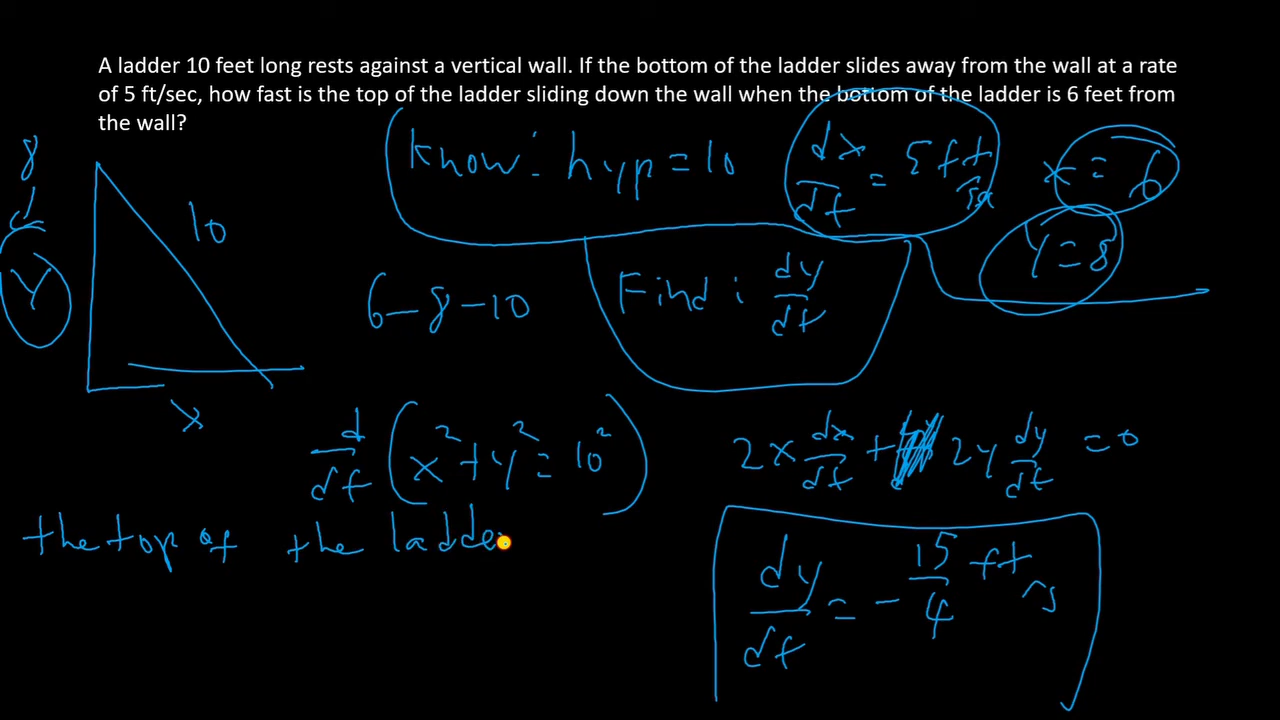 A ladder 10 feet long rests against a vertical wall. If the bottom of the ladder slides away from the wall at a rate
of 5 ft/sec, how fast is the top of the ladder sliding down the wall when the bottom of the ladder is 6 feet from
the wall?
8
know: hyp = 10
dx/dt = 5 ft/
x = 6
10
Y
y = 8
6 - 8 - 10
Find: dy/dt
x
d/dt (x² + y² = 10²)
2x dx/dt + 2y dy/dt = 0
the top of the ladde
dy/dt = - 15/4 ft